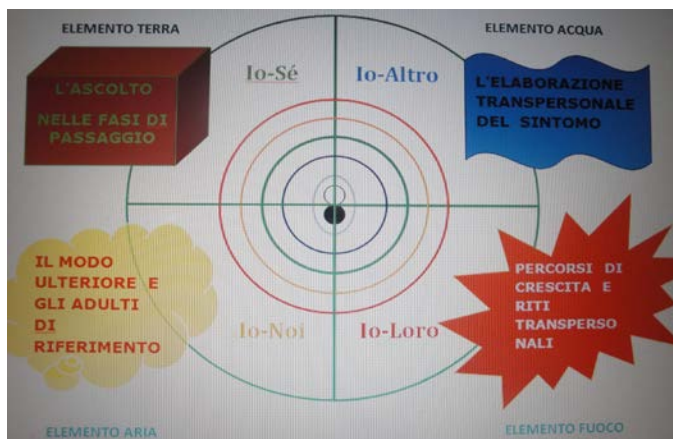 ELEMENTO TERRA
ELEMENTO ACQUA
L'ASCOLTO
NELLE FASI DI
PASSAGGIO
Io-Sé
Io-Altro
L'ELABORAZIONE
TRANSPERSONALE
DEL SINTOMO
IL MODO
ULTERIORE E
GLI ADULTI
DI
RIFERIMENTO
Io-Noi
Io-Loro
PERCORSI DI
CRESCITA E
RITI
TRANSPERSO
NALI
ELEMENTO ARIA
ELEMENTO FUOCO